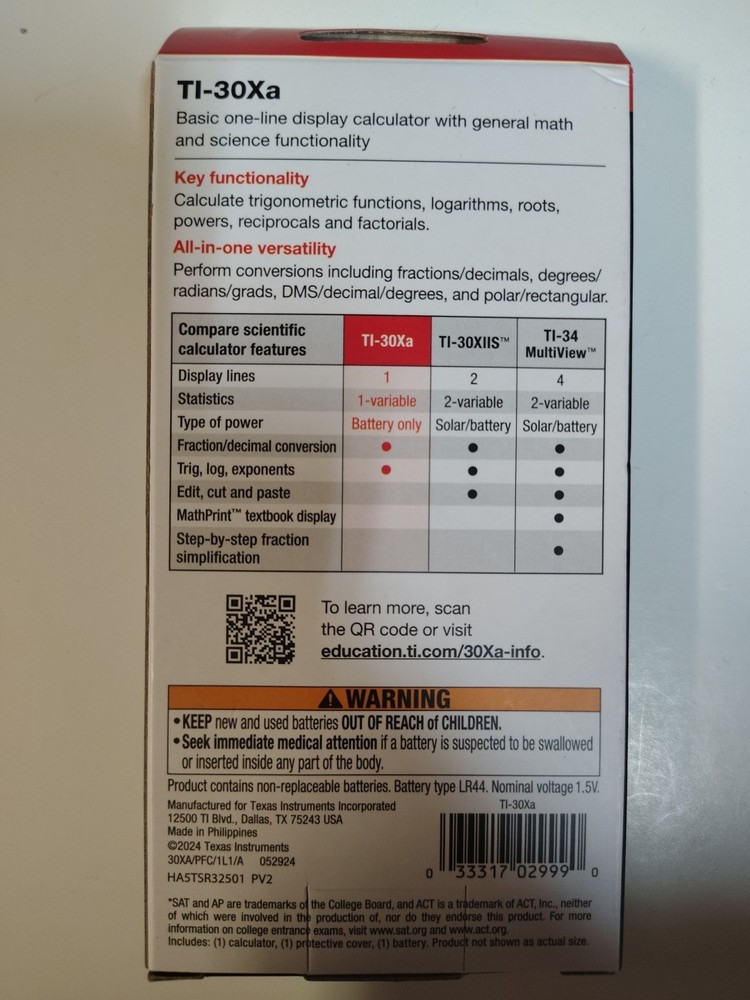 TI-30Xa
Basic one-line display calculator with general math
and science functionality
Key functionality
Calculate trigonometric functions, logarithms, roots,
powers, reciprocals and factorials.
All-in-one versatility
Perform conversions including fractions/decimals, degrees/
radians/grads, DMS/decimal/degrees, and polar/rectangular.
Compare scientific
calculator features
TI-30Xa TI-30XIIS™ TI-34
MultiView™
Display lines 1 2 4
Statistics 1-variable 2-variable 2-variable
Type of power Battery only Solar/battery Solar/battery
Fraction/decimal conversion ● ● ●
Trig, log, exponents ● ● ●
Edit, cut and paste ● ●
MathPrint™ textbook display ●
Step-by-step fraction
simplification ●
To learn more, scan
the QR code or visit
education.ti.com/30Xa-info.
⚠WARNING
•KEEP new and used batteries OUT OF REACH of CHILDREN.
•Seek immediate medical attention if a battery is suspected to be swallowed
or inserted inside any part of the body.
Product contains non-replaceable batteries. Battery type LR44. Nominal voltage 1.5V.
Manufactured for Texas Instruments Incorporated
12500 TI Blvd., Dallas, TX 75243 USA
Made in Philippines
©2024 Texas Instruments
30XA/PFC/1L1/A 052924
HA5TSR32501 PV2
TI-30Xa
0 33317 02999 0
*SAT and AP are trademarks of the College Board, and ACT is a trademark of ACT, Inc., neither
of which were involved in the production of, nor do they endorse this product. For more
information on college entrance exams, visit www.sat.org and www.act.org.
Includes: (1) calculator, (1) protective cover, (1) battery. Product not shown as actual size.